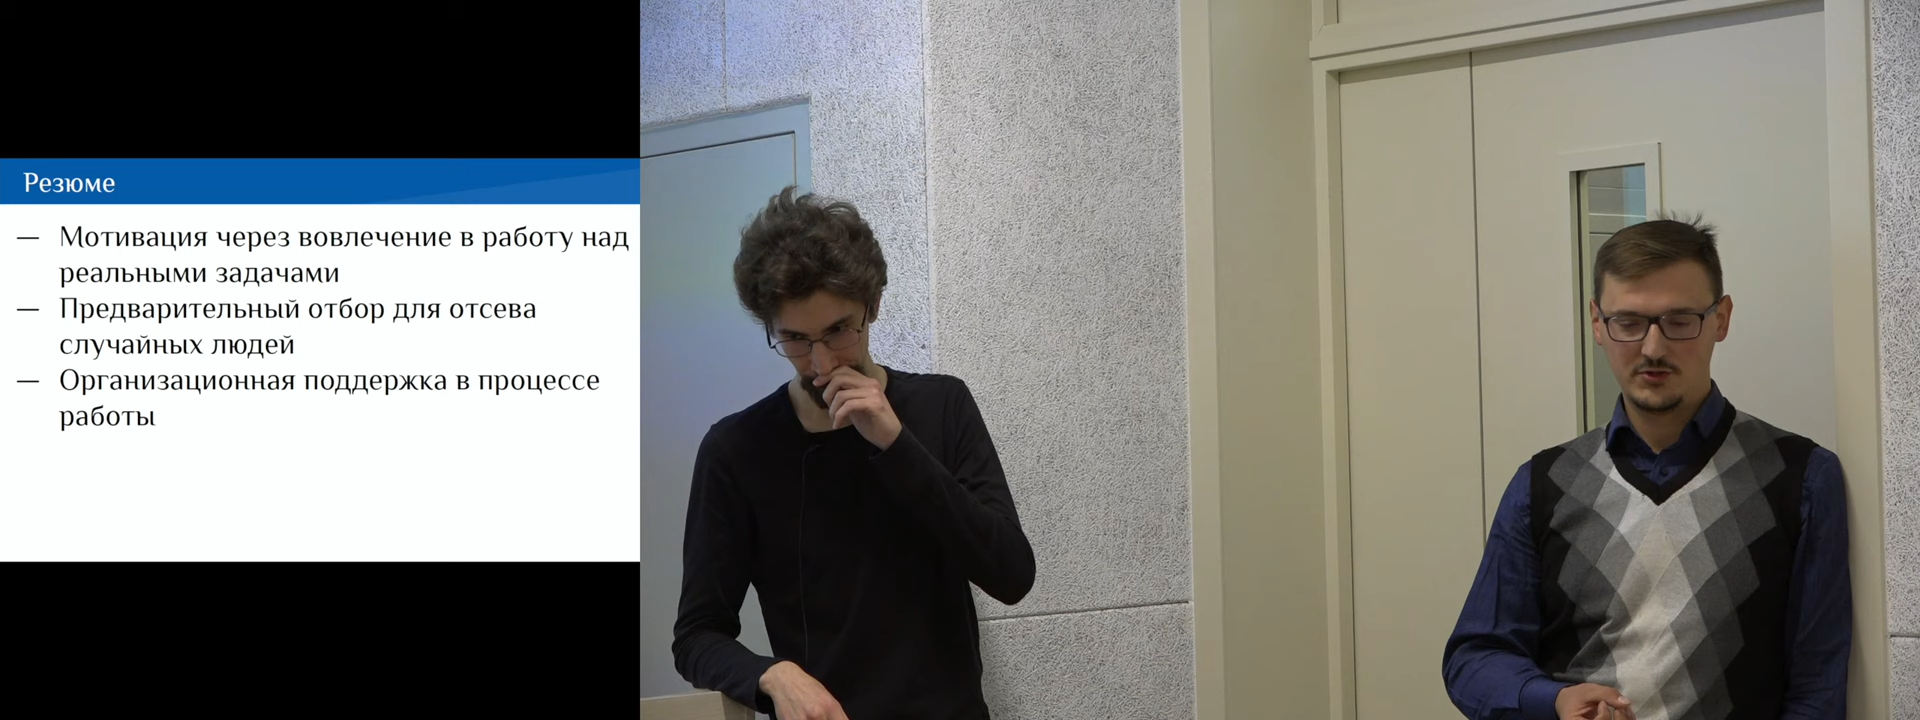 Резюме
— Мотивация через вовлечение в работу над
реальными задачами
— Предварительный отбор для отсева
случайных людей
— Организационная поддержка в процессе
работы